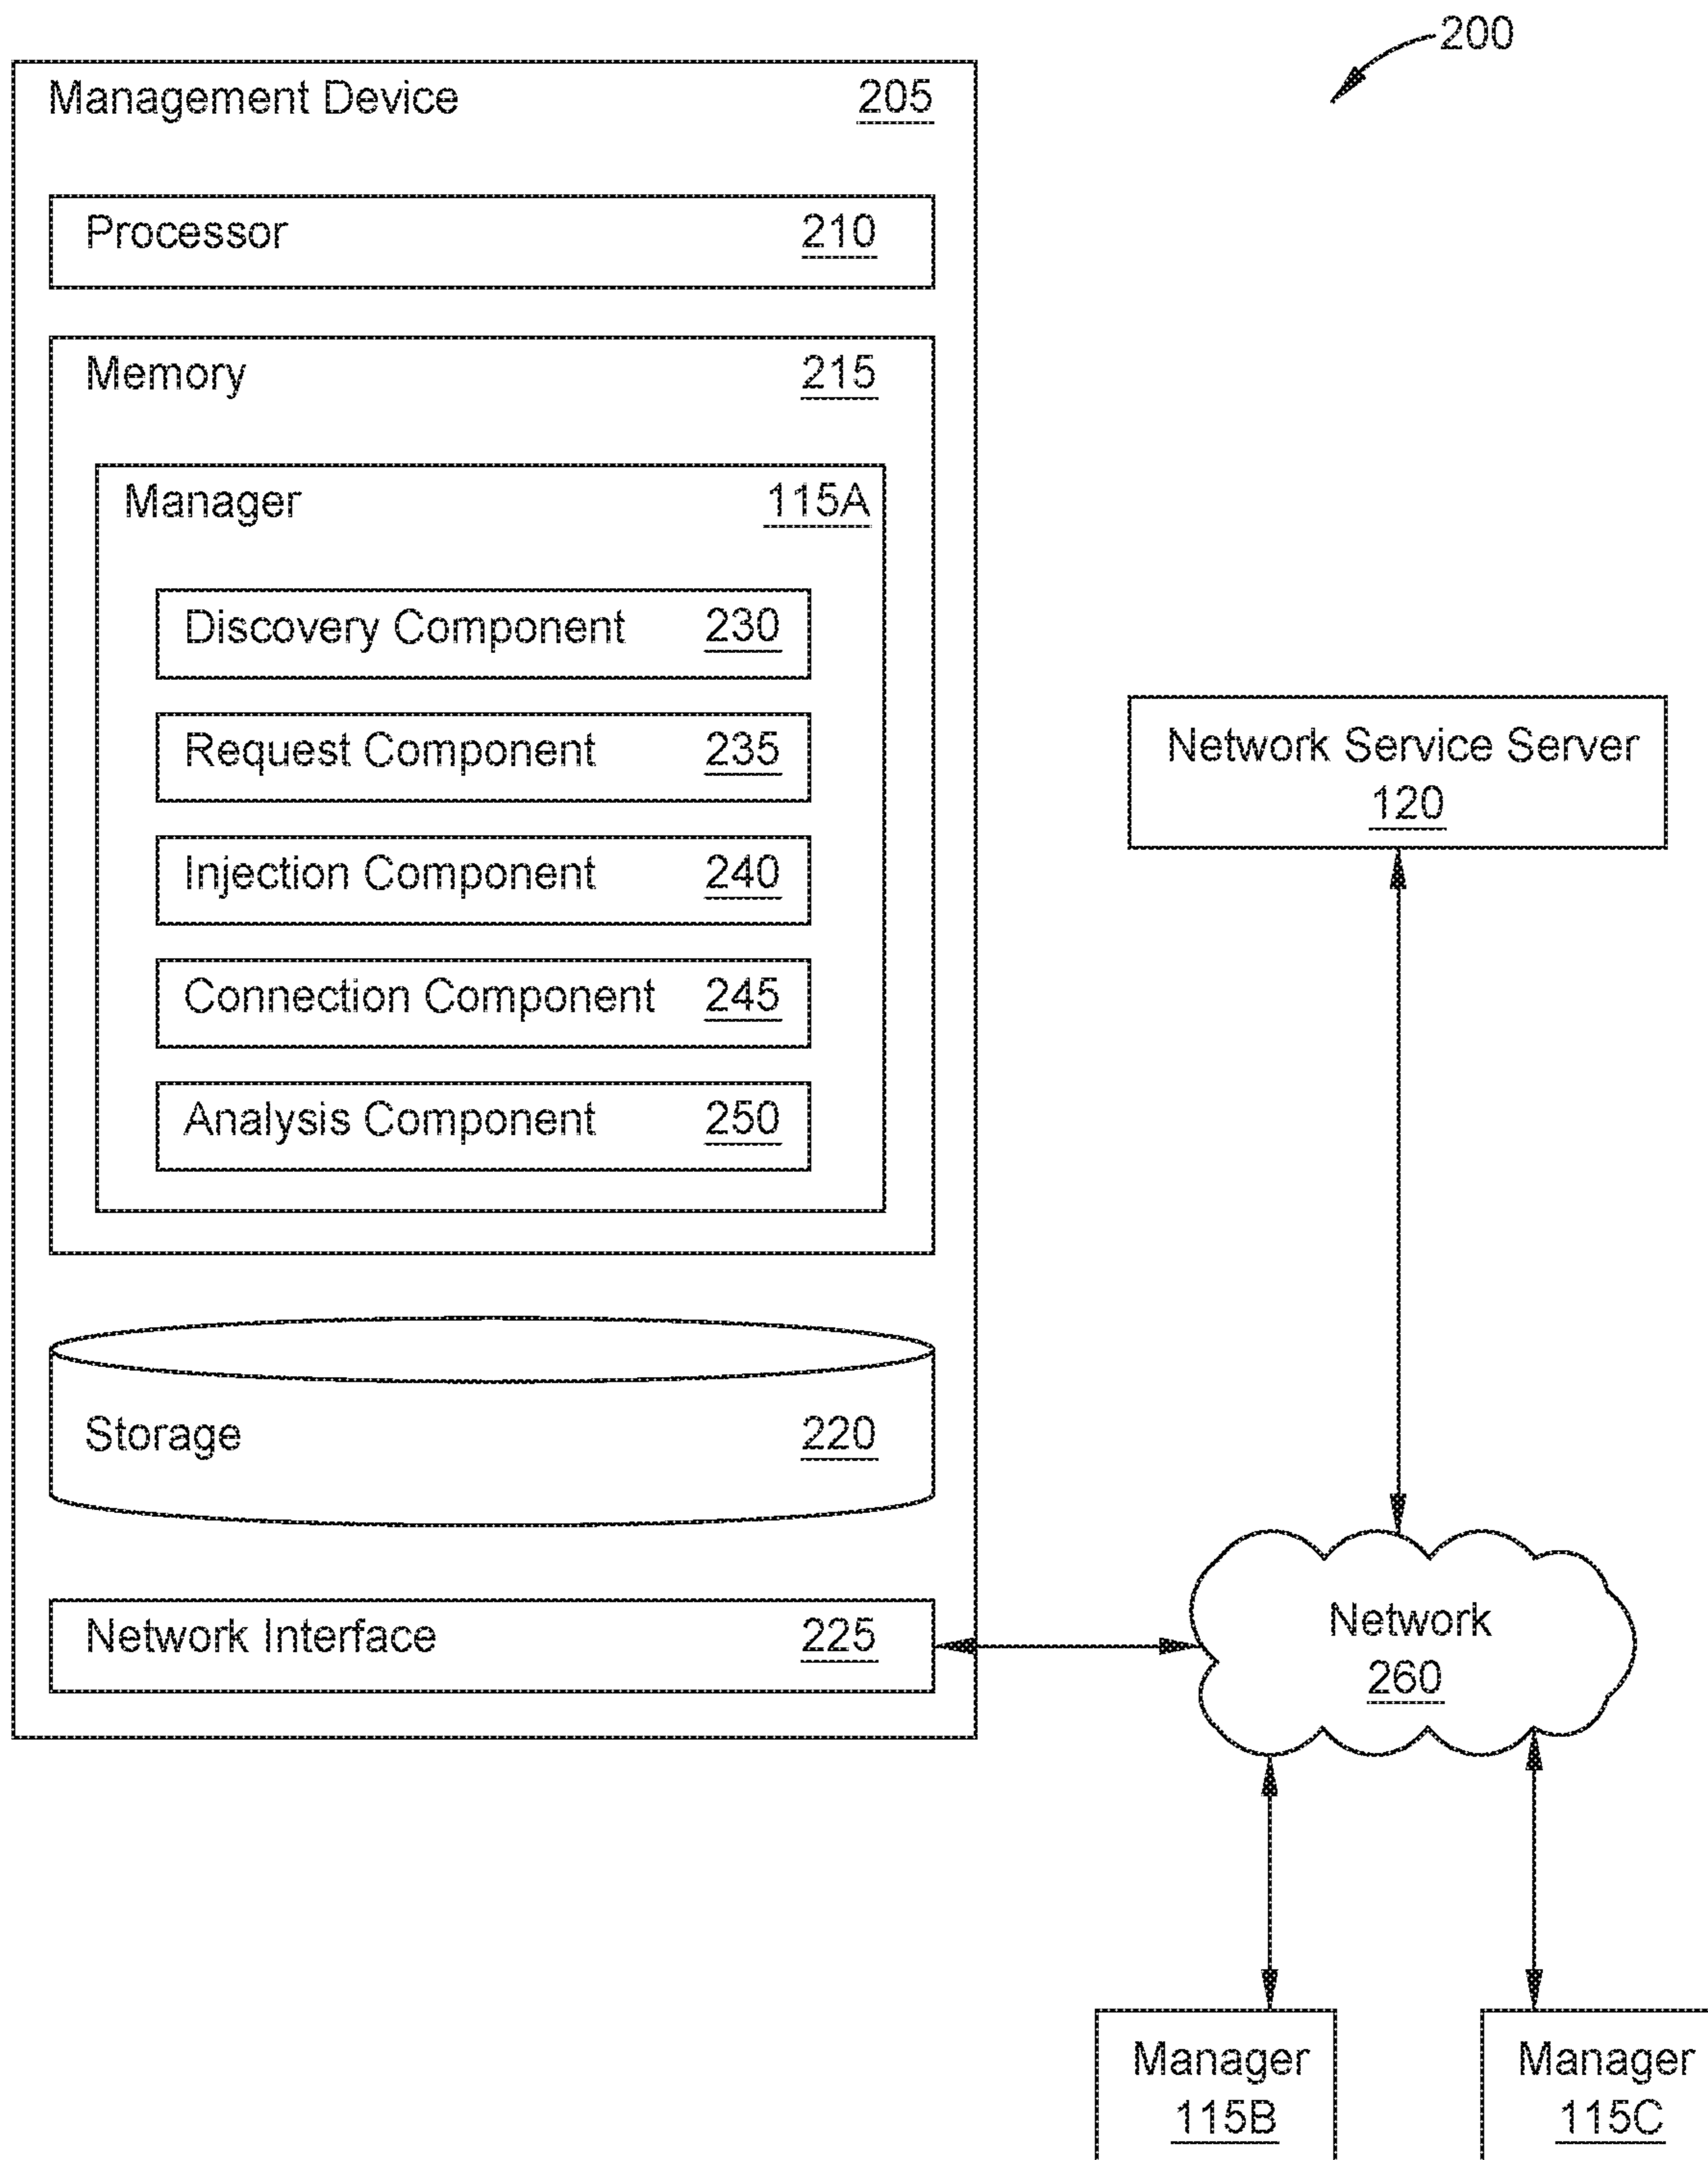 200
Management Device 205
Processor 210
Memory 215
Manager 115A
Discovery Component 230
Request Component 235
Injection Component 240
Connection Component 245
Analysis Component 250
Storage 220
Network Interface 225
Network Service Server
120
Network
260
Manager
115B
Manager
115C